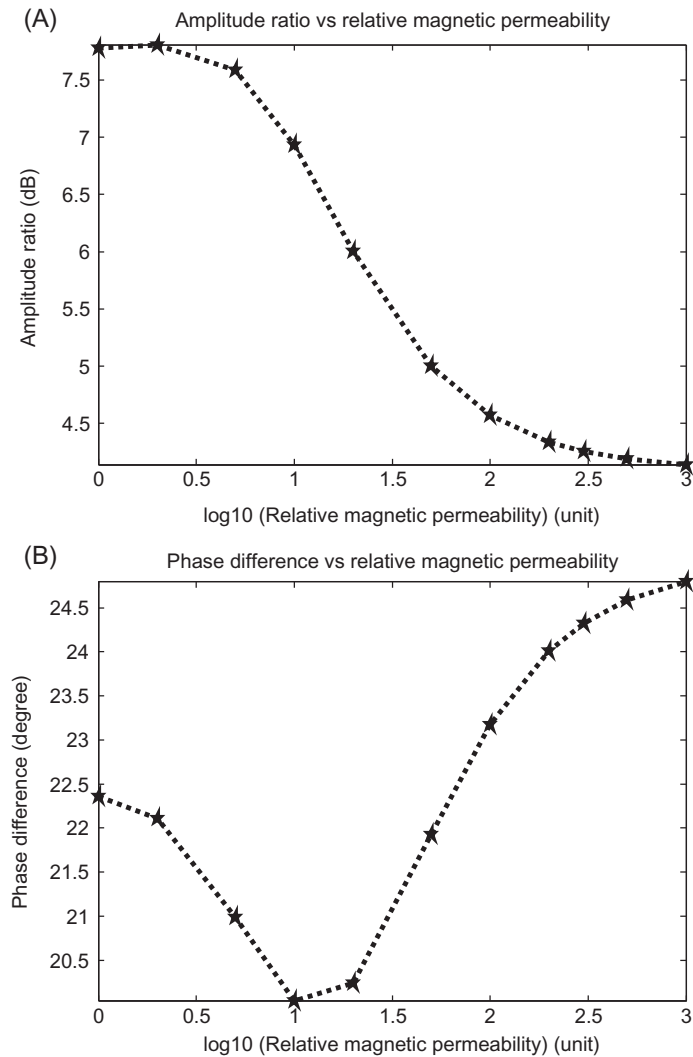 (A)
Amplitude ratio vs relative magnetic permeability
7.5
7
6.5
6
5.5
5
4.5
Amplitude ratio (dB)
0 0.5 1 1.5 2 2.5 3
log10 (Relative magnetic permeability) (unit)
(B)
Phase difference vs relative magnetic permeability
24.5
24
23.5
23
22.5
22
21.5
21
20.5
Phase difference (degree)
0 0.5 1 1.5 2 2.5 3
log10 (Relative magnetic permeability) (unit)